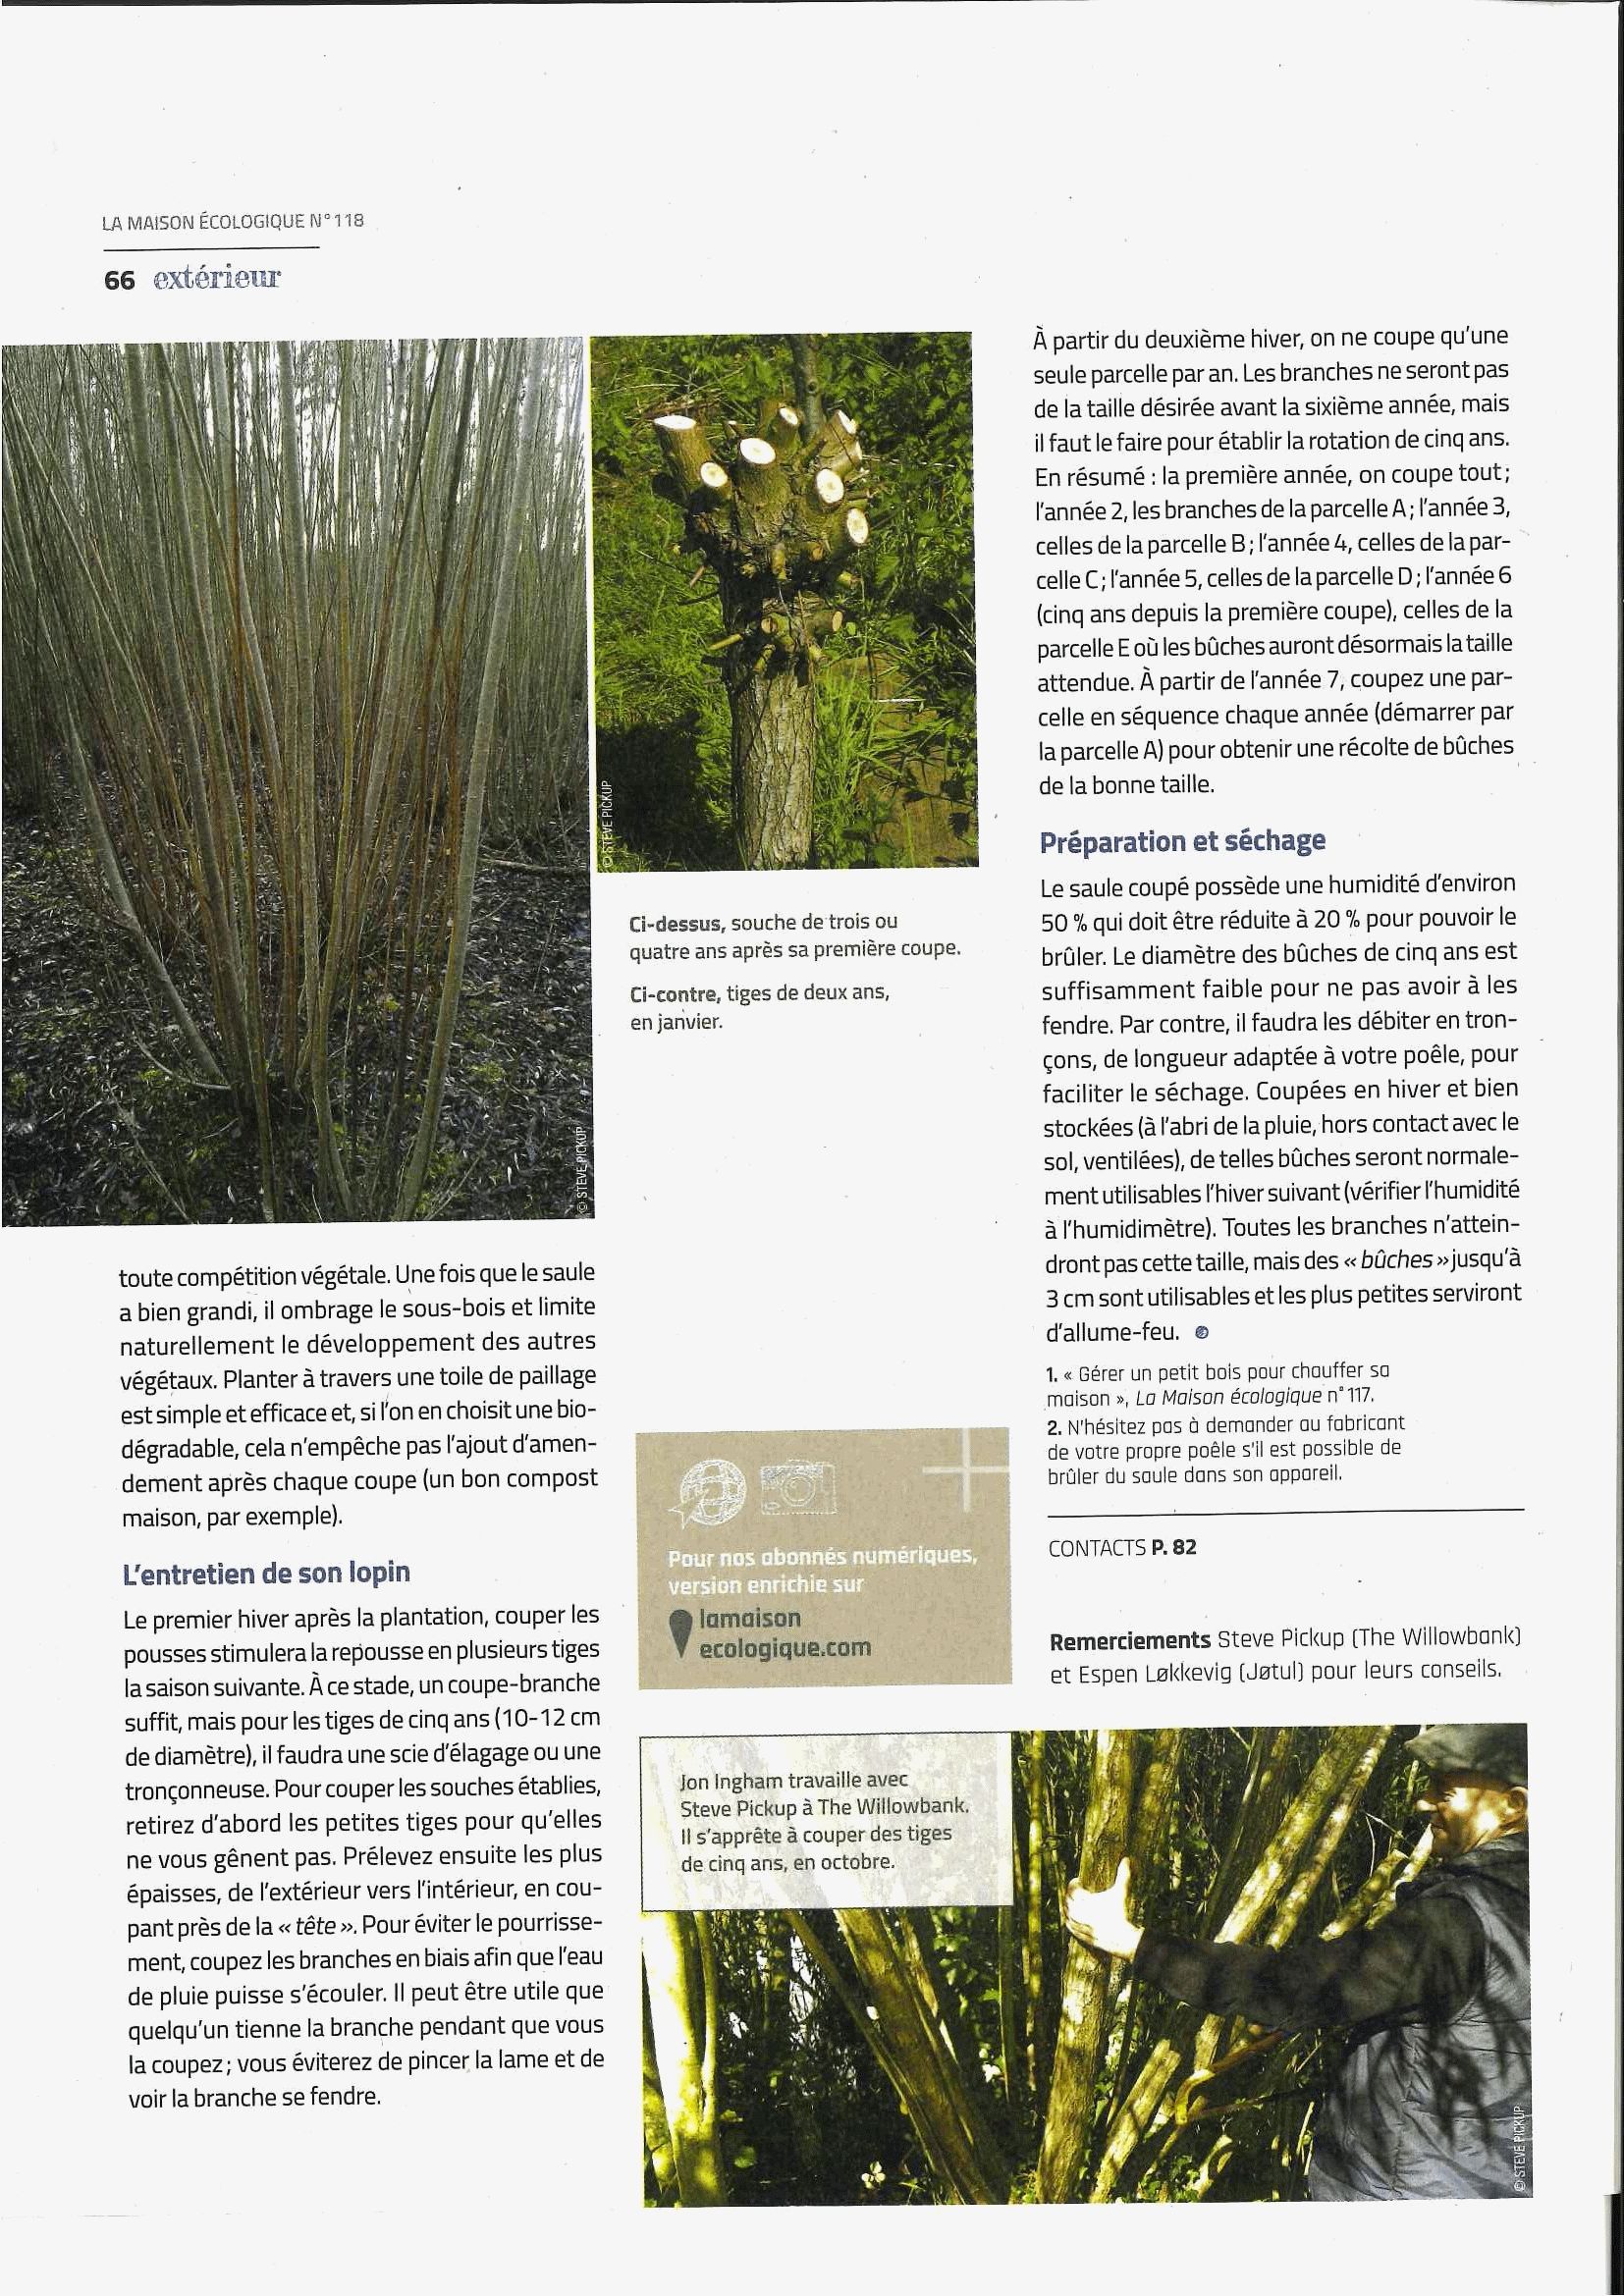 LA MAISON ÉCOLOGIQUE N°118
66 extérieur
© STEVE PICKUP
© STEVE PICKUP
Ci-dessus, souche de trois ou
quatre ans après sa première coupe.
Ci-contre, tiges de deux ans,
en janvier.
toute compétition végétale. Une fois que le saule
a bien grandi, il ombrage le sous-bois et limite
naturellement le développement des autres
végétaux. Planter à travers une toile de paillage
est simple et efficace et, si l'on en choisit une bio-
dégradable, cela n'empêche pas l'ajout d'amen-
dement après chaque coupe (un bon compost
maison, par exemple).
L'entretien de son lopin
Le premier hiver après la plantation, couper les
pousses stimulera la repousse en plusieurs tiges
la saison suivante. À ce stade, un coupe-branche
suffit, mais pour les tiges de cinq ans (10-12 cm
de diamètre), il faudra une scie d'élagage ou une
tronçonneuse. Pour couper les souches établies,
retirez d'abord les petites tiges pour qu'elles
ne vous gênent pas. Prélevez ensuite les plus
épaisses, de l'extérieur vers l'intérieur, en cou-
pant près de la « tête ». Pour éviter le pourrisse-
ment, coupez les branches en biais afin que l'eau
de pluie puisse s'écouler. Il peut être utile que
quelqu'un tienne la branche pendant que vous
la coupez ; vous éviterez de pincer la lame et de
voir la branche se fendre.
Pour nos abonnés numériques,
version enrichie sur
lamaison
ecologique.com
À partir du deuxième hiver, on ne coupe qu'une
seule parcelle par an. Les branches ne seront pas
de la taille désirée avant la sixième année, mais
il faut le faire pour établir la rotation de cinq ans.
En résumé : la première année, on coupe tout ;
l'année 2, les branches de la parcelle A ; l'année 3,
celles de la parcelle B ; l'année 4, celles de la par-
celle C ; l'année 5, celles de la parcelle D ; l'année 6
(cinq ans depuis la première coupe), celles de la
parcelle E où les bûches auront désormais la taille
attendue. À partir de l'année 7, coupez une par-
celle en séquence chaque année (démarrer par
la parcelle A) pour obtenir une récolte de bûches
de la bonne taille.
Préparation et séchage
Le saule coupé possède une humidité d'environ
50 % qui doit être réduite à 20 % pour pouvoir le
brûler. Le diamètre des bûches de cinq ans est
suffisamment faible pour ne pas avoir à les
fendre. Par contre, il faudra les débiter en tron-
çons, de longueur adaptée à votre poêle, pour
faciliter le séchage. Coupées en hiver et bien
stockées (à l'abri de la pluie, hors contact avec le
sol, ventilées), de telles bûches seront normale-
ment utilisables l'hiver suivant (vérifier l'humidité
à l'humidimètre). Toutes les branches n'attein-
dront pas cette taille, mais des « bûches » jusqu'à
3 cm sont utilisables et les plus petites serviront
d'allume-feu.
1. « Gérer un petit bois pour chauffer sa
maison », La Maison écologique n°117.
2. N'hésitez pas à demander au fabricant
de votre propre poêle s'il est possible de
brûler du saule dans son appareil.
CONTACTS P. 82
Remerciements Steve Pickup (The Willowbank)
et Espen Løkkevig (Jøtul) pour leurs conseils.
Jon Ingham travaille avec
Steve Pickup à The Willowbank.
Il s'apprête à couper des tiges
de cinq ans, en octobre.
© STEVE PICKUP